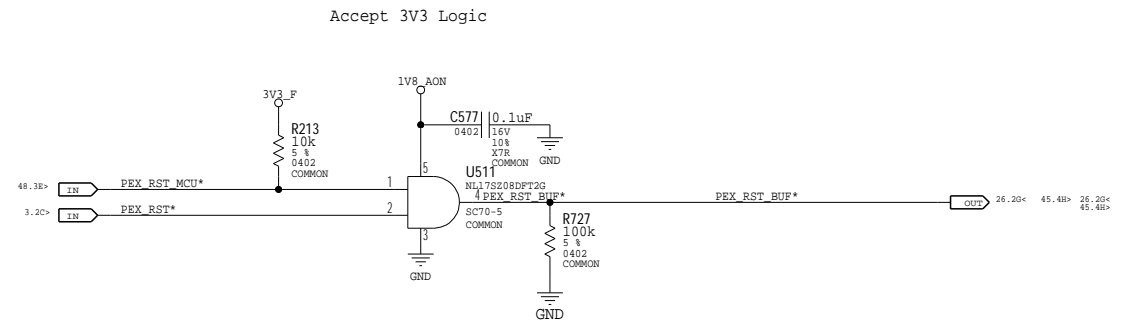 Accept 3V3 Logic
1V8_AON
3V3_F
C577
0.1uF
0402
16V
10%
X7R
COMMON
GND
R213
10k
5 %
0402
COMMON
5
U511
NL17SZ08DFT2G
48.3E>
IN
PEX_RST_MCU*
1
4
PEX_RST_BUF*
PEX_RST_BUF*
OUT
26.2G<
45.4H>
26.2G<
45.4H>
3.2C>
IN
PEX_RST*
2
SC70-5
COMMON
3
GND
R727
100k
5 %
0402
COMMON
GND